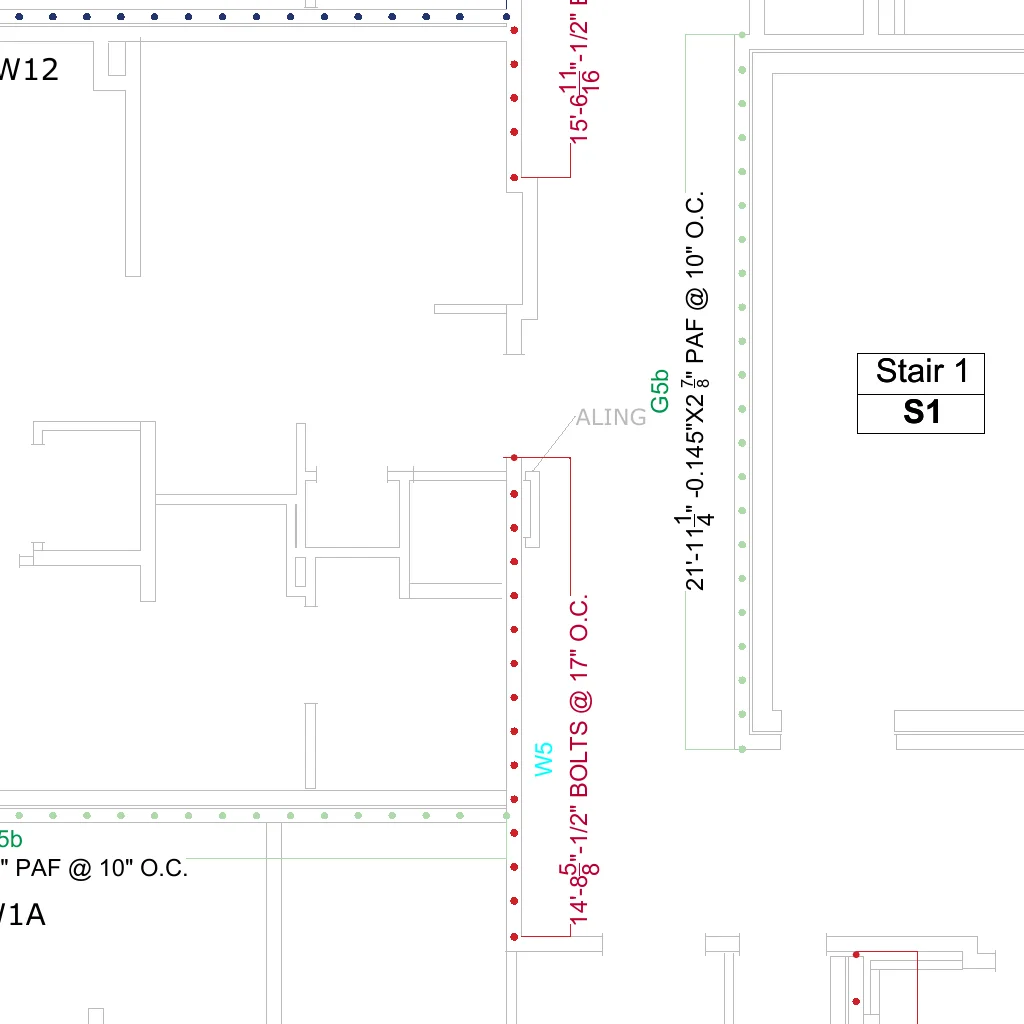 W12
15'-6 11/16"-1/2"
G5b
21'-11 1/4" -0.145"X2 7/8" PAF @ 10" O.C.
Stair 1
S1
ALING
W5
14'-8 5/8"-1/2" BOLTS @ 17" O.C.
5b
" PAF @ 10" O.C.
1A